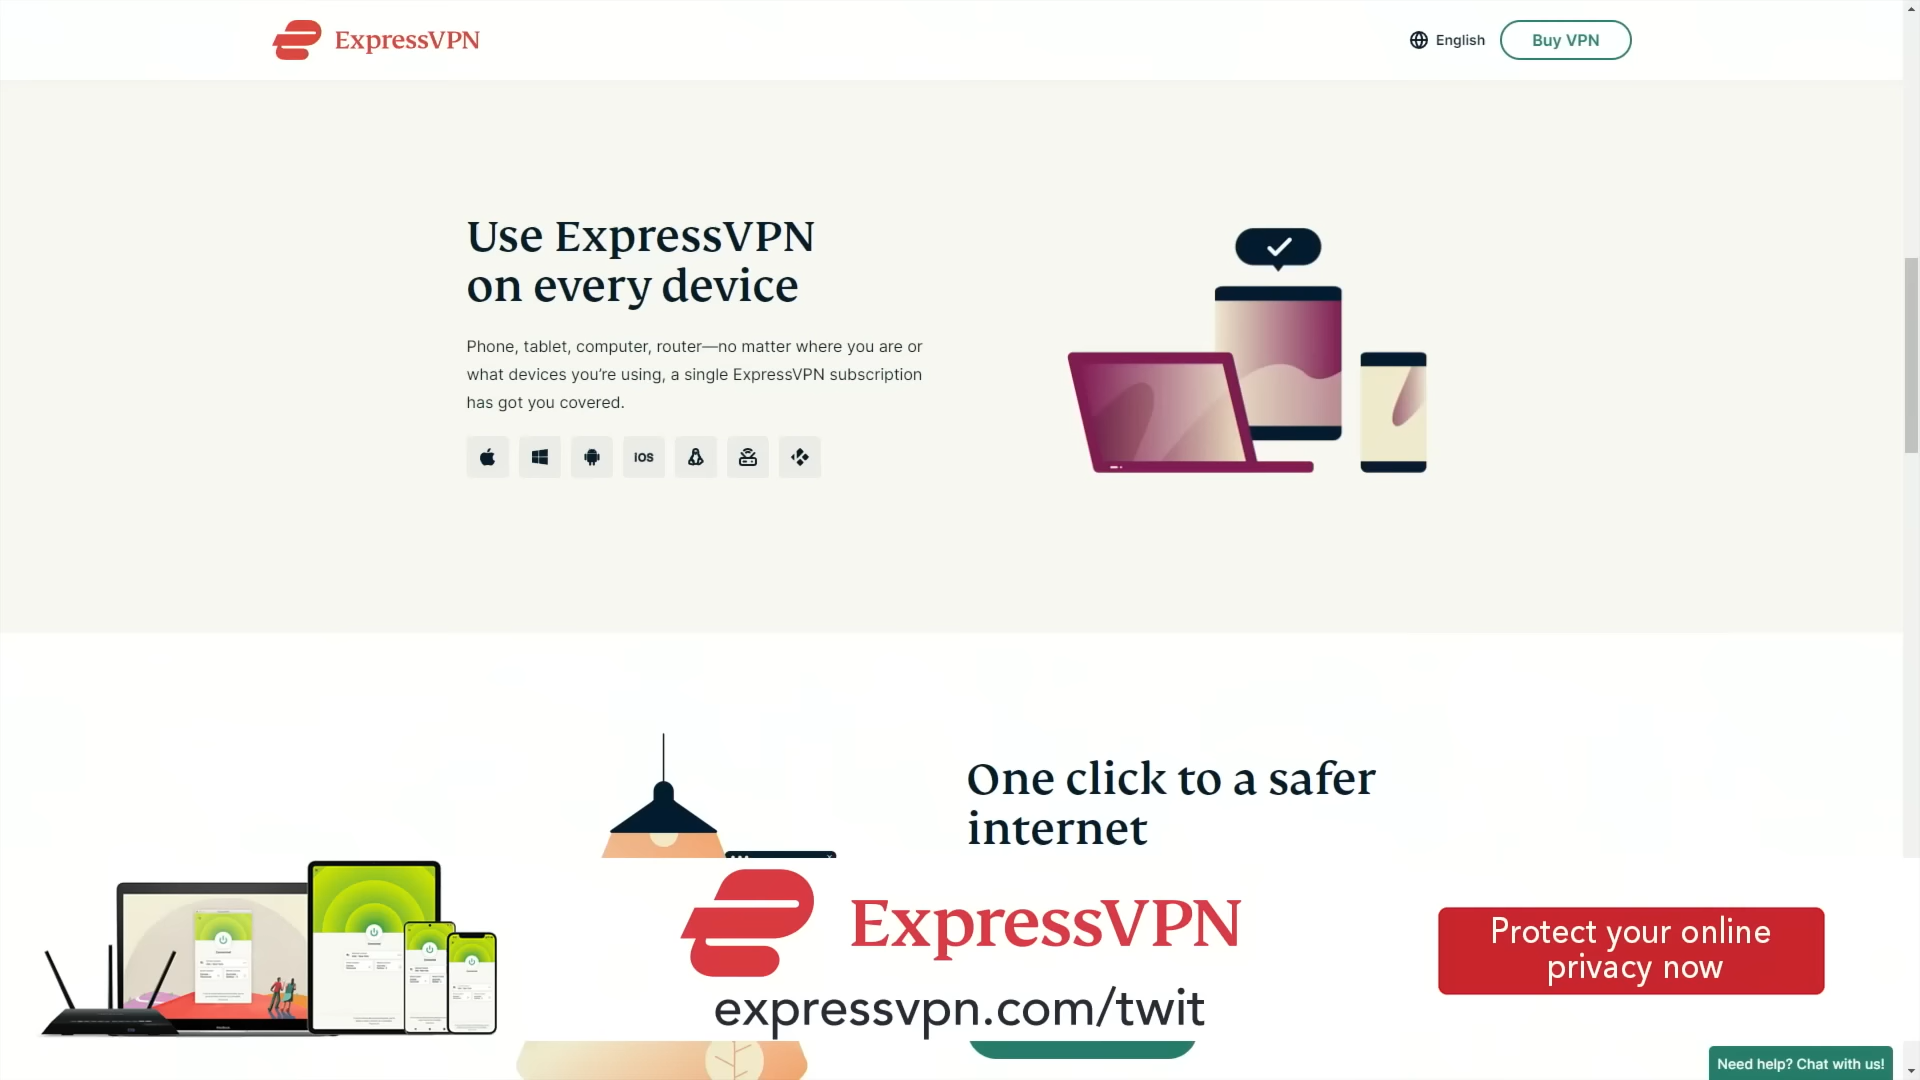 ExpressVPN
English
Buy VPN
Use ExpressVPN
on every device
Phone, tablet, computer, router—no matter where you are or
what devices you’re using, a single ExpressVPN subscription
has got you covered.
iOS
One click to a safer
internet
ExpressVPN
expressvpn.com/twit
Protect your online
privacy now
Need help? Chat with us!